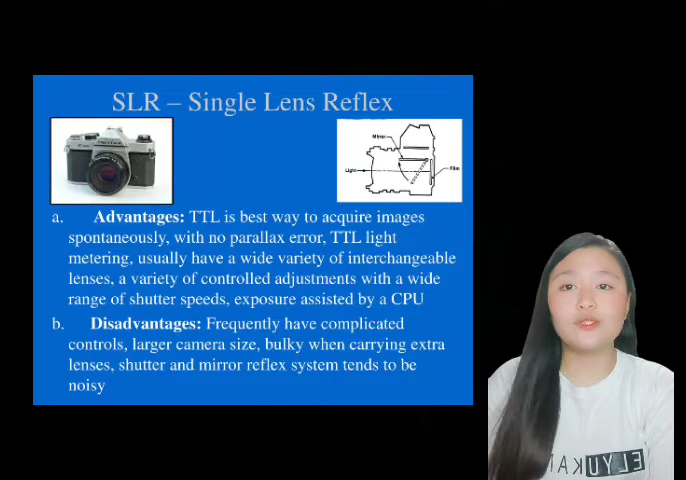 SLR – Single Lens Reflex
PENTAX
Mirror
Light
Film
a. Advantages: TTL is best way to acquire images
spontaneously, with no parallax error, TTL light
metering, usually have a wide variety of interchangeable
lenses, a variety of controlled adjustments with a wide
range of shutter speeds, exposure assisted by a CPU
b. Disadvantages: Frequently have complicated
controls, larger camera size, bulky when carrying extra
lenses, shutter and mirror reflex system tends to be
noisy